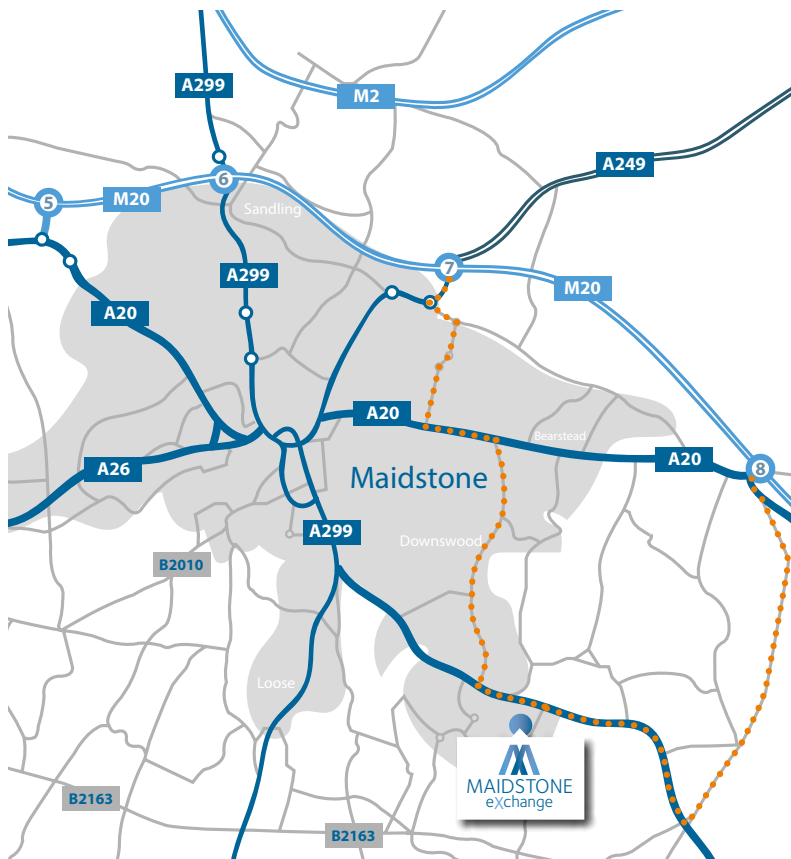 A299
M2
A249
6
5
M20
Sandling
7
A299
M20
A20
A20
Bearstead
A20
8
A26
Maidstone
A299
Downswood
B2010
Loose
MAIDSTONE
eXchange
B2163
B2163